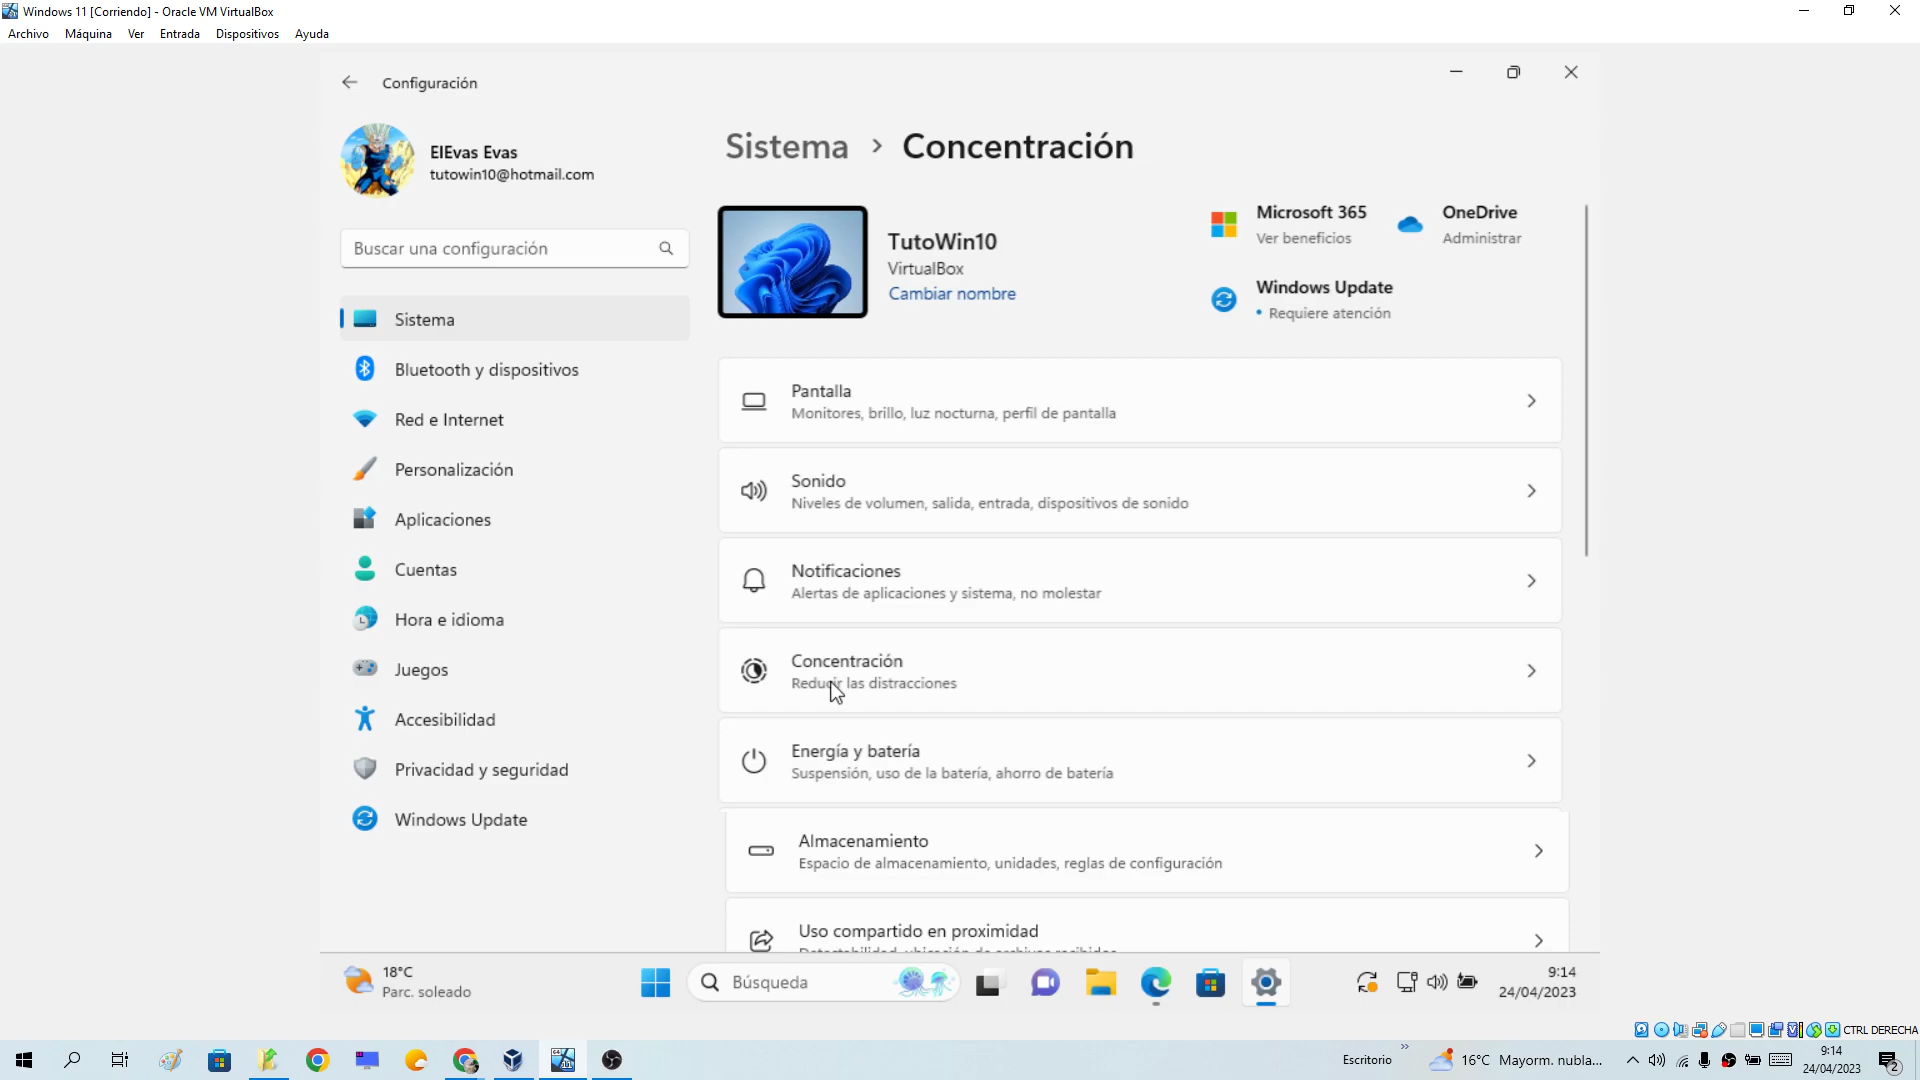 Windows 11 [Corriendo] - Oracle VM VirtualBox
Archivo Máquina Ver Entrada Dispositivos Ayuda
Configuración
ElEvas Evas
tutowin10@hotmail.com
Buscar una configuración
Sistema
Bluetooth y dispositivos
Red e Internet
Personalización
Aplicaciones
Cuentas
Hora e idioma
Juegos
Accesibilidad
Privacidad y seguridad
Windows Update
Sistema > Concentración
TutoWin10
VirtualBox
Cambiar nombre
Microsoft 365
Ver beneficios
OneDrive
Administrar
Windows Update
• Requiere atención
Pantalla
Monitores, brillo, luz nocturna, perfil de pantalla
Sonido
Niveles de volumen, salida, entrada, dispositivos de sonido
Notificaciones
Alertas de aplicaciones y sistema, no molestar
Concentración
Reducir las distracciones
Energía y batería
Suspensión, uso de la batería, ahorro de batería
Almacenamiento
Espacio de almacenamiento, unidades, reglas de configuración
Uso compartido en proximidad
Detectabilidad, ubicación de archivos recibidos
18°C
Parc. soleado
Búsqueda
9:14
24/04/2023
CTRL DERECHA
Escritorio
16°C Mayorm. nubla...
9:14
24/04/2023
2